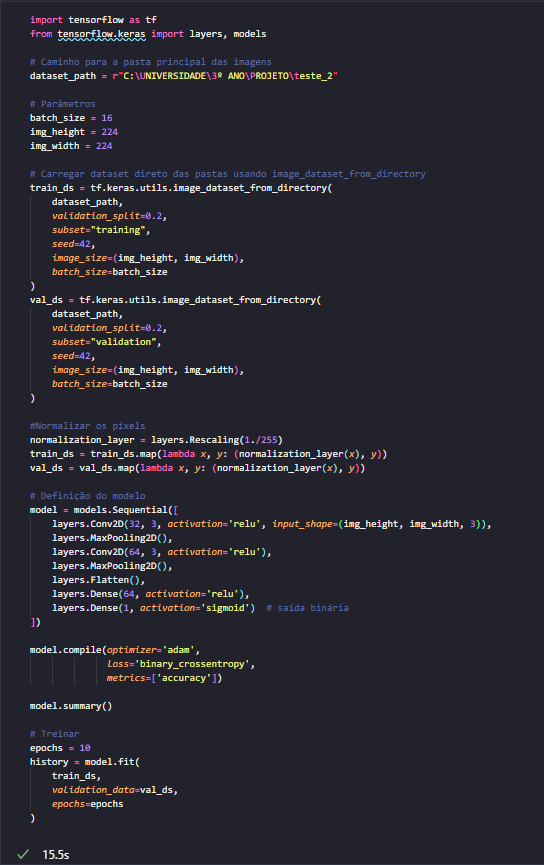 import tensorflow as tf
from tensorflow.keras import layers, models

# Caminho para a pasta principal das imagens
dataset_path = r"C:\UNIVERSIDADE\3º ANO\PROJETO\teste_2"

# Parâmetros
batch_size = 16
img_height = 224
img_width = 224

# Carregar dataset direto das pastas usando image_dataset_from_directory
train_ds = tf.keras.utils.image_dataset_from_directory(
    dataset_path,
    validation_split=0.2,
    subset="training",
    seed=42,
    image_size=(img_height, img_width),
    batch_size=batch_size
)
val_ds = tf.keras.utils.image_dataset_from_directory(
    dataset_path,
    validation_split=0.2,
    subset="validation",
    seed=42,
    image_size=(img_height, img_width),
    batch_size=batch_size
)

#Normalizar os pixels
normalization_layer = layers.Rescaling(1./255)
train_ds = train_ds.map(lambda x, y: (normalization_layer(x), y))
val_ds = val_ds.map(lambda x, y: (normalization_layer(x), y))

# Definição do modelo
model = models.Sequential([
    layers.Conv2D(32, 3, activation='relu', input_shape=(img_height, img_width, 3)),
    layers.MaxPooling2D(),
    layers.Conv2D(64, 3, activation='relu'),
    layers.MaxPooling2D(),
    layers.Flatten(),
    layers.Dense(64, activation='relu'),
    layers.Dense(1, activation='sigmoid')  # saída binária
])

model.compile(optimizer='adam',
              loss='binary_crossentropy',
              metrics=['accuracy'])

model.summary()

# Treinar
epochs = 10
history = model.fit(
    train_ds,
    validation_data=val_ds,
    epochs=epochs
)

15.5s